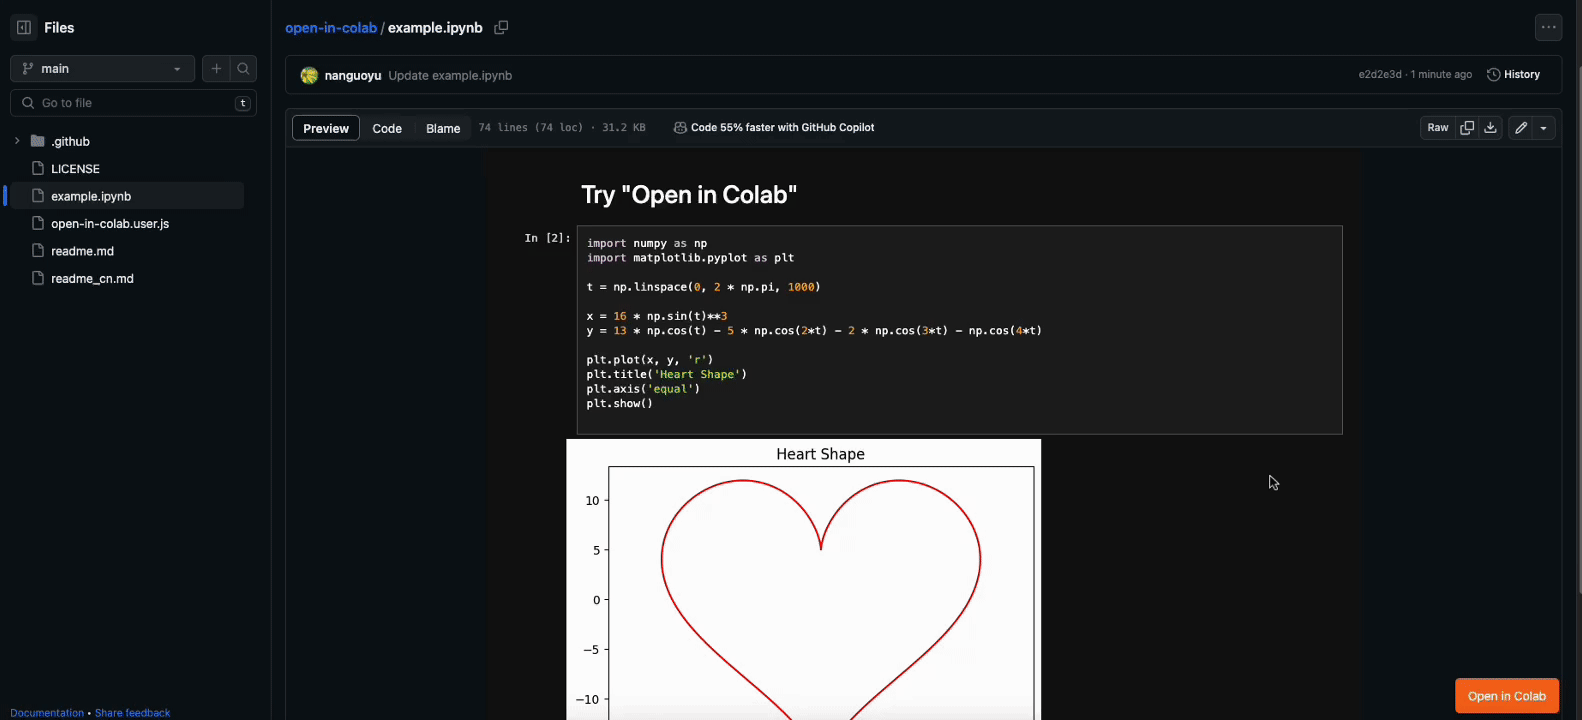 Files
main
Go to file
t
.github
LICENSE
example.ipynb
open-in-colab.user.js
readme.md
readme_cn.md
Documentation • Share feedback
open-in-colab / example.ipynb
nanguoyu Update example.ipynb
e2d2e3d · 1 minute ago
History
Preview
Code
Blame
74 lines (74 loc) · 31.2 KB
Code 55% faster with GitHub Copilot
Raw
Try "Open in Colab"
In [2]:
import numpy as np
import matplotlib.pyplot as plt
t = np.linspace(0, 2 * np.pi, 1000)
x = 16 * np.sin(t)**3
y = 13 * np.cos(t) - 5 * np.cos(2*t) - 2 * np.cos(3*t) - np.cos(4*t)
plt.plot(x, y, 'r')
plt.title('Heart Shape')
plt.axis('equal')
plt.show()
Heart Shape
10
5
0
−5
−10
Open in Colab